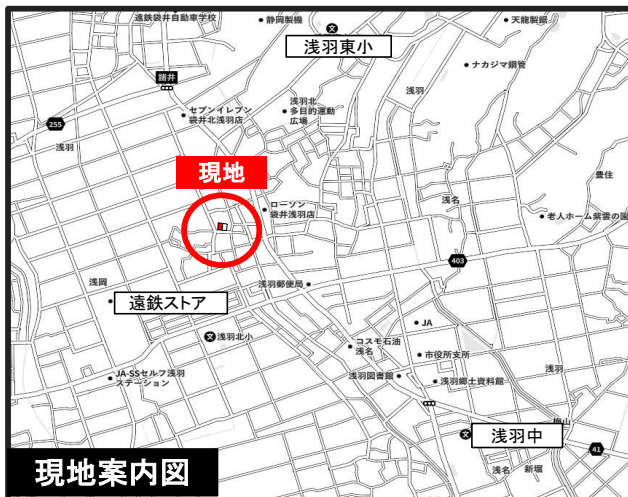 遠鉄袋井自動車学校
静岡製機
天龍製鋸
浅羽東小
ナカジマ鋼管
諸井
浅羽
セブンイレブン
袋井北浅羽店
浅羽北
多目的運動
広場
255
浅羽
現地
豊住
浅名
ローソン
袋井浅羽店
老人ホーム紫雲の園
403
浅岡
浅羽郵便局
遠鉄ストア
JA
浅羽北小
コスモ石油
浅名
市役所支所
JA-SSセルフ浅羽
ステーション
浅羽図書館
浅羽郷土資料館
浅羽
浅羽中
41
現地案内図
浅名
新堀